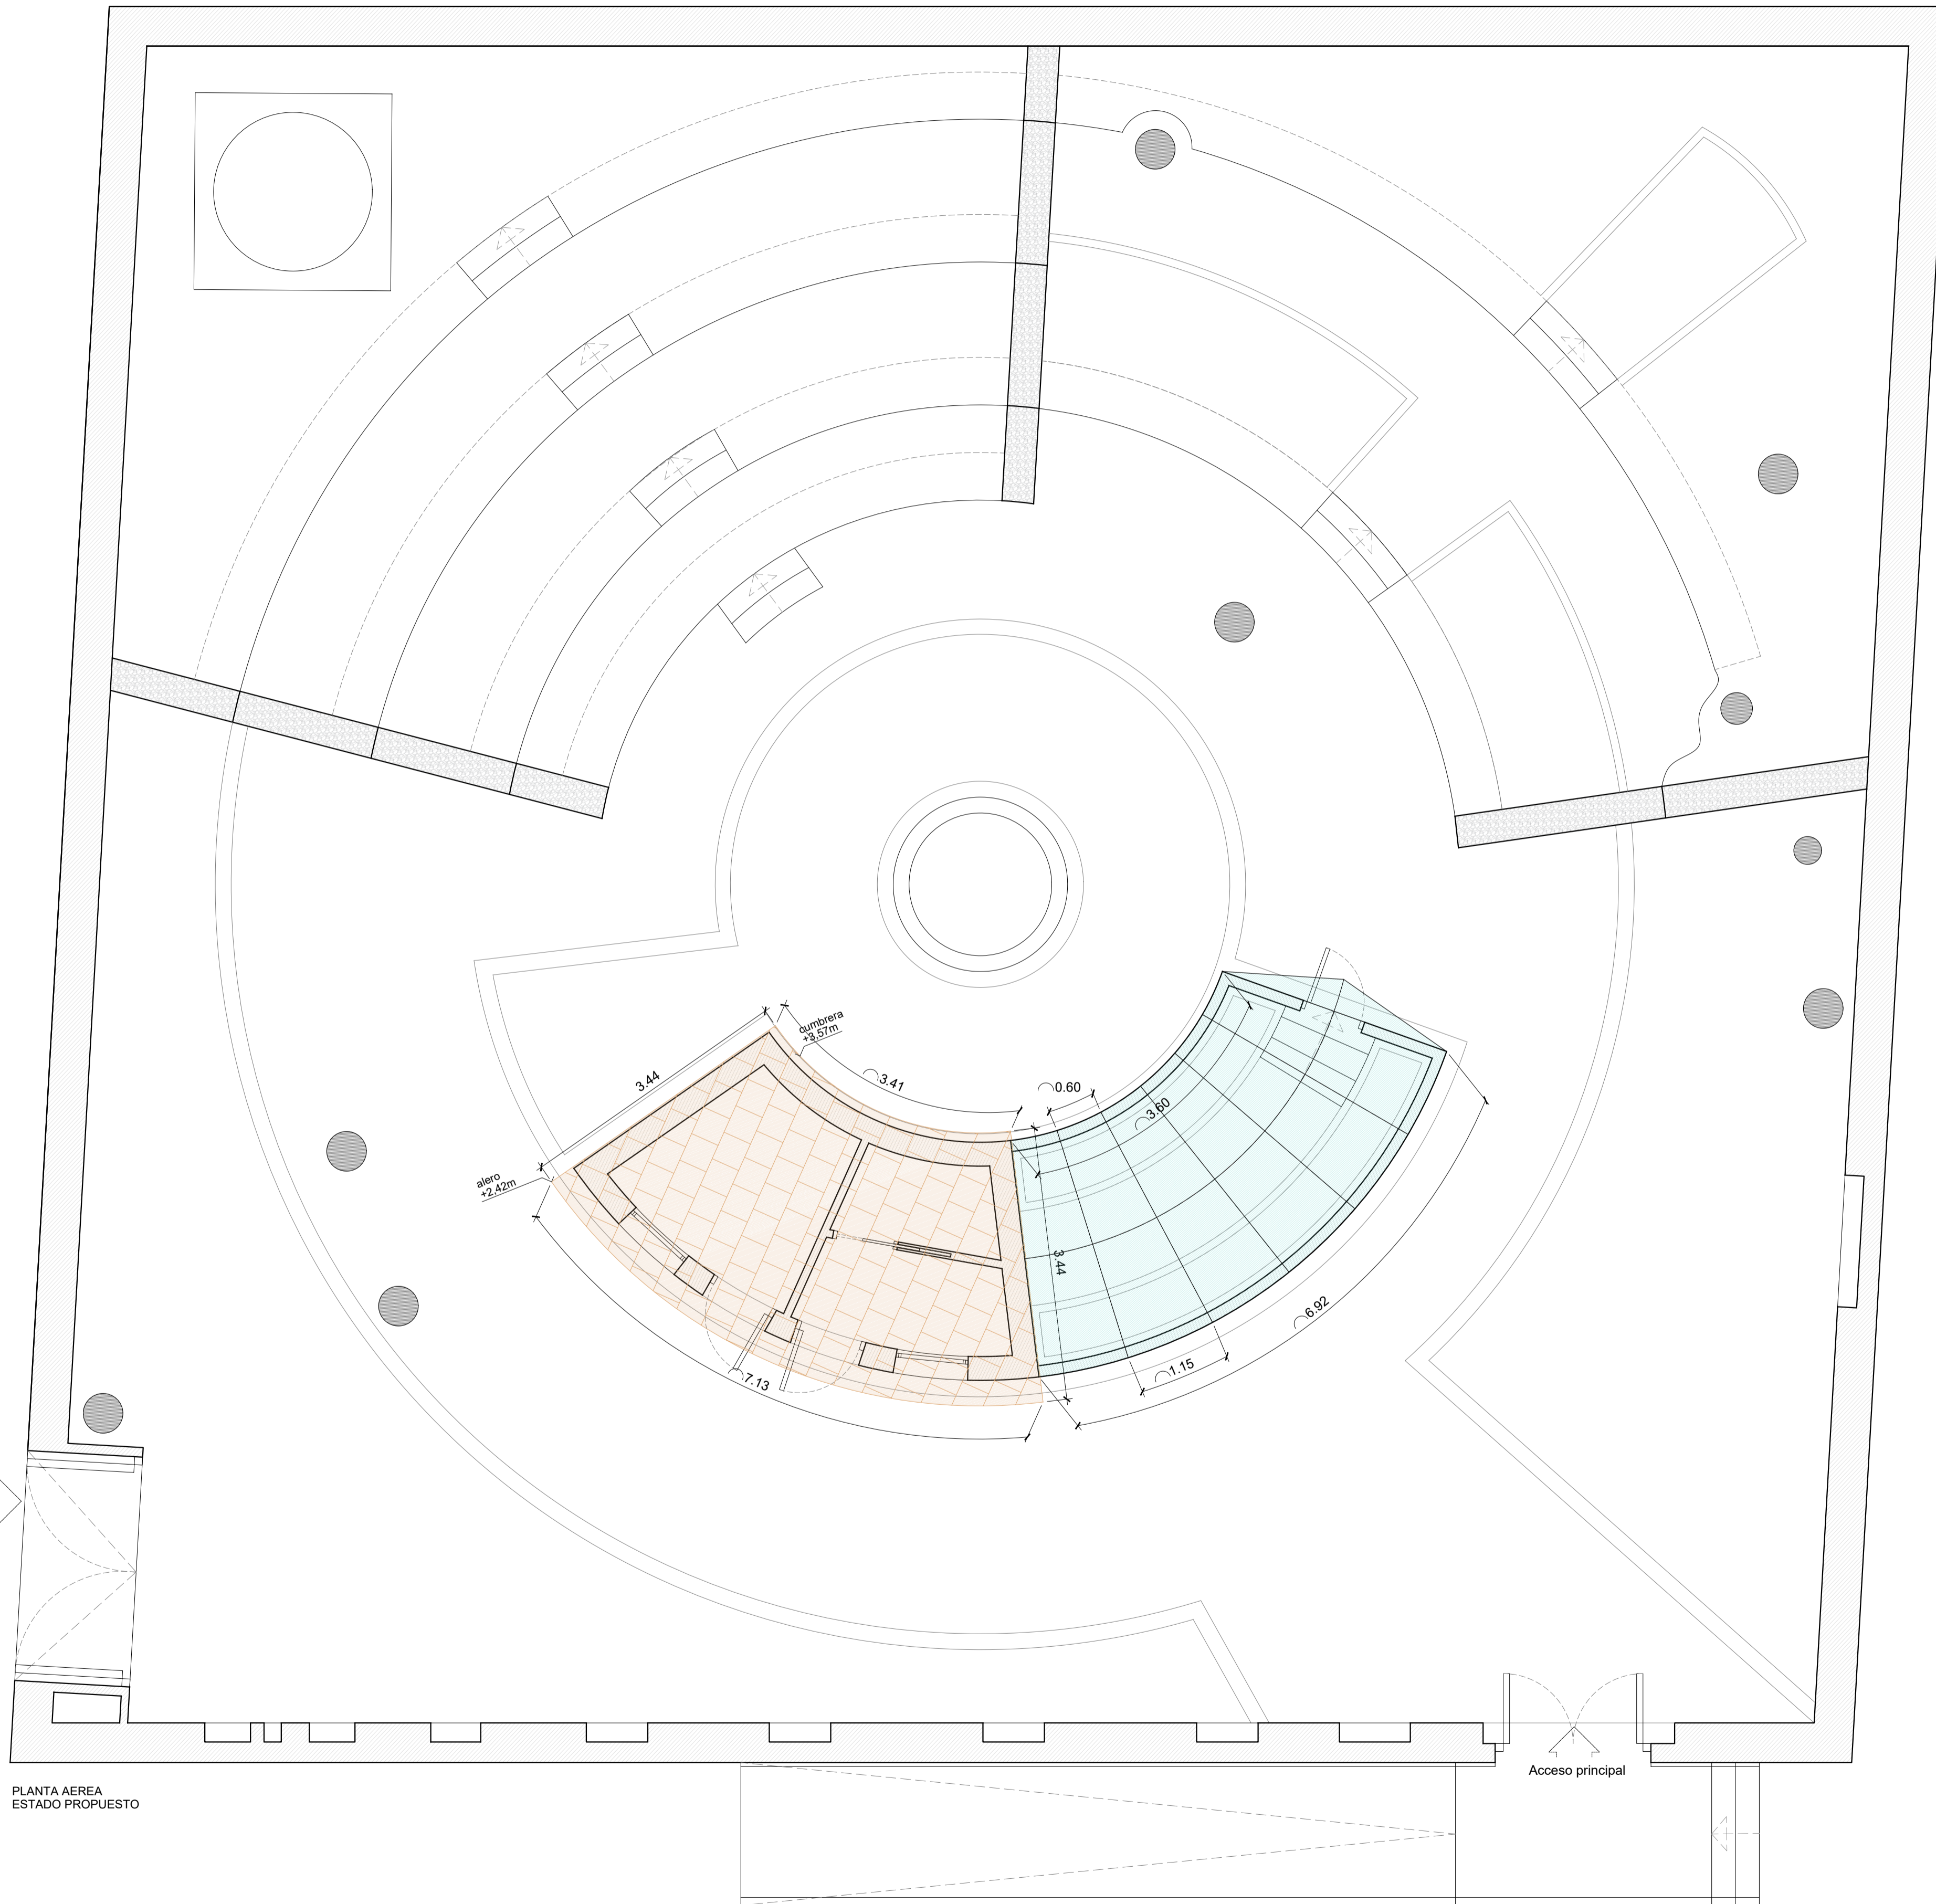 cumbrera
+3.57m
3.44
⌒3.41
⌒0.60
⌒3.60
alero
+2.42m
3.44
⌒6.92
⌒1.15
⌒7.13
Acceso principal
PLANTA AEREA
ESTADO PROPUESTO